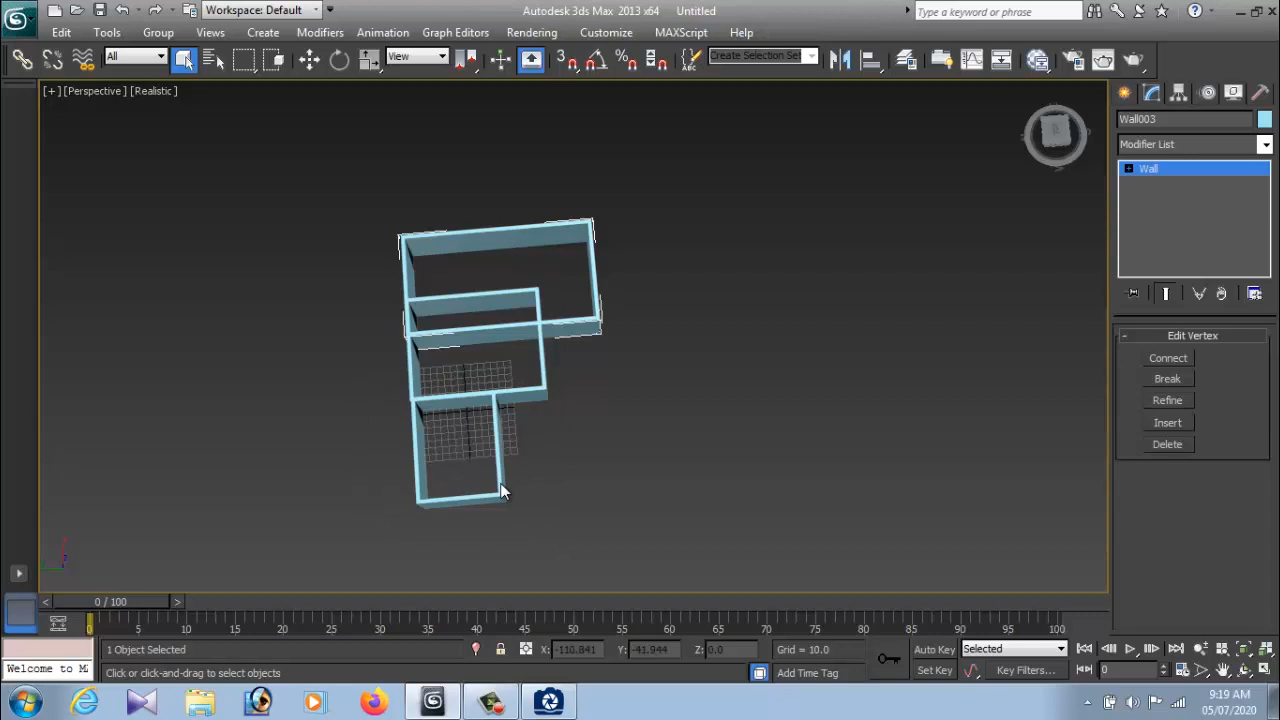 Workspace: Default
Autodesk 3ds Max 2013 x64 Untitled
Type a keyword or phrase
Edit Tools Group Views Create Modifiers Animation Graph Editors Rendering Customize MAXScript Help
All
View
Create Selection Se
[+] [Perspective ] [Realistic ]
Wall003
Modifier List
Wall
Edit Vertex
Connect
Break
Refine
Insert
Delete
0 / 100
0 5 10 15 20 25 30 35 40 45 50 55 60 65 70 75 80 85 90 95 100
1 Object Selected
X: -110.841 Y: -41.944 Z: 0.0
Grid = 10.0
Auto Key
Selected
Welcome to M
Click or click-and-drag to select objects
Add Time Tag
Set Key
Key Filters...
0
9:19 AM
05/07/2020